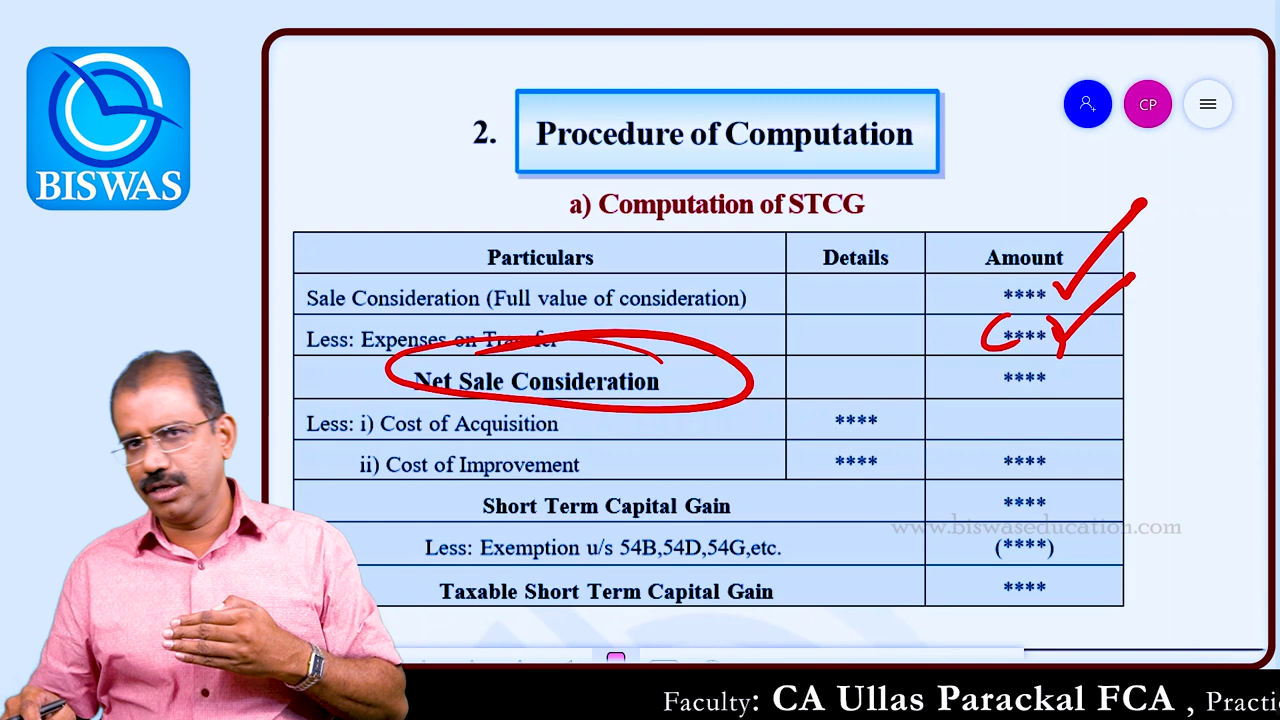 BISWAS
2. Procedure of Computation
CP
a) Computation of STCG
Particulars Details Amount
Sale Consideration (Full value of consideration) ****
Less: Expenses on Transfer ****
Net Sale Consideration ****
Less: i) Cost of Acquisition ****
ii) Cost of Improvement **** ****
Short Term Capital Gain ****
www.biswaseducation.com
Less: Exemption u/s 54B,54D,54G,etc. (****)
Taxable Short Term Capital Gain ****
Faculty: CA Ullas Parackal FCA , Practi